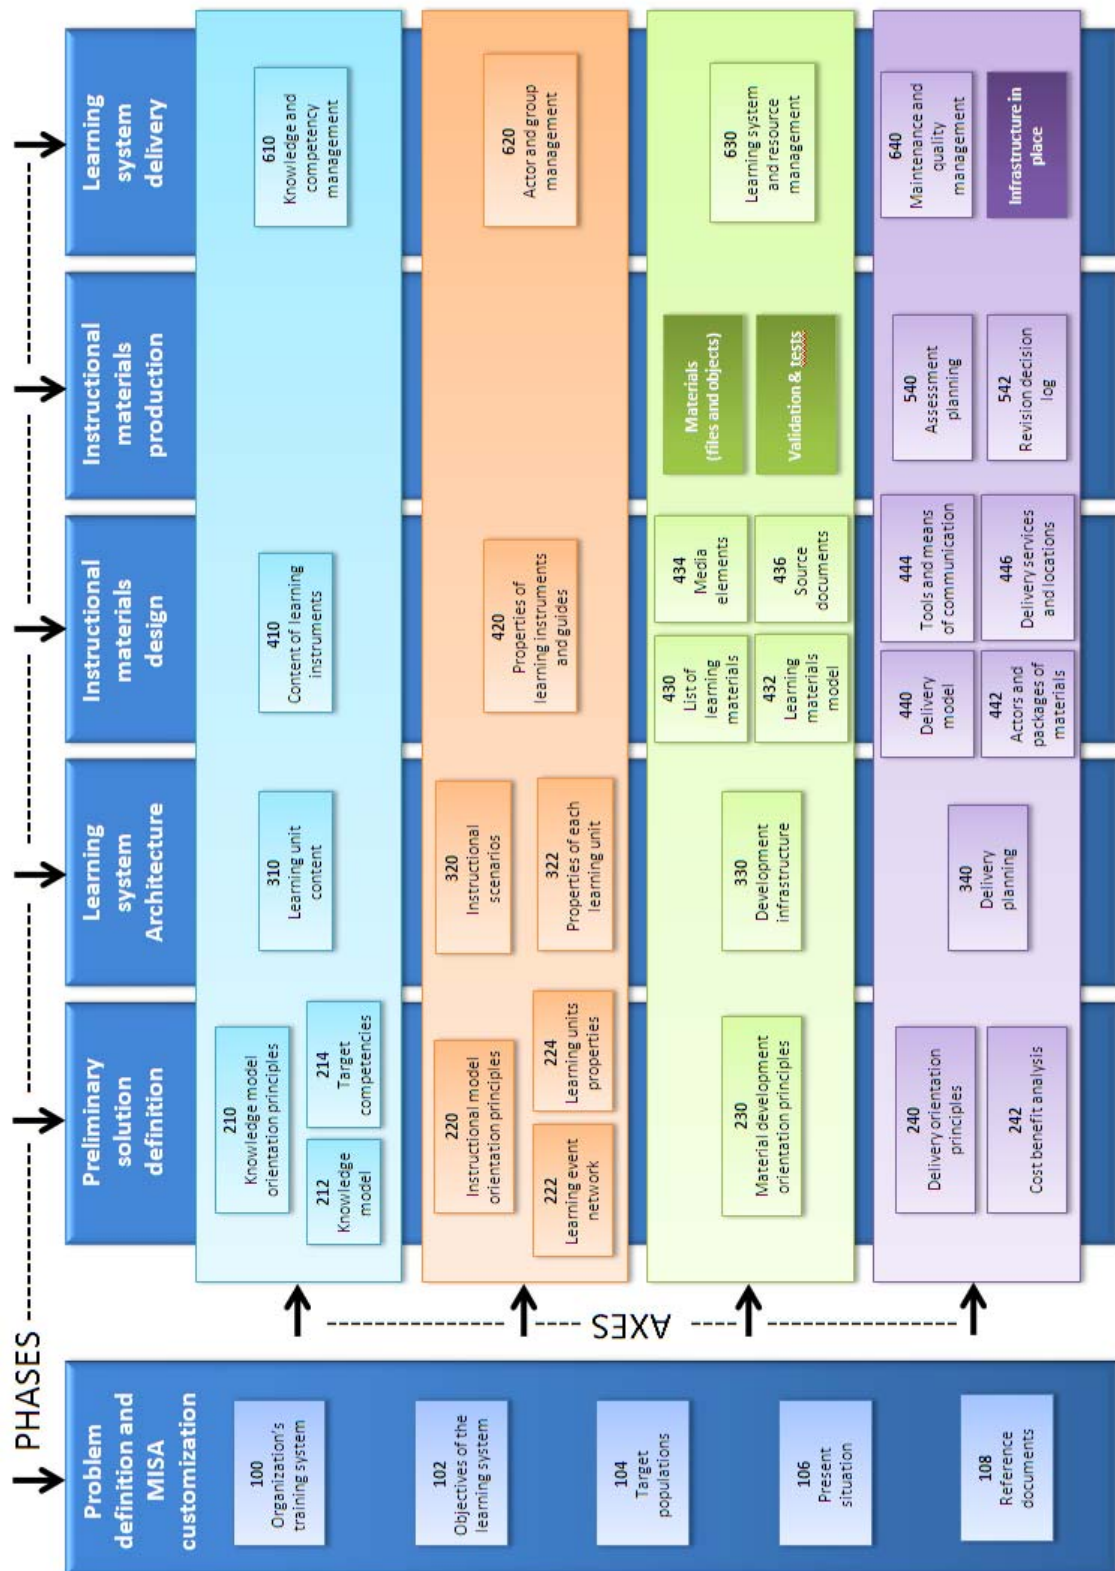 PHASES
Problem
definition and
MISA
customization
Preliminary
solution
definition
Learning
system
Architecture
Instructional
materials
design
Instructional
materials
production
Learning
system
delivery
AXES
100
Organization's
training system
102
Objectives of the
learning system
104
Target
populations
106
Present
situation
108
Reference
documents
210
Knowledge model
orientation principles
212
Knowledge
model
214
Target
competencies
310
Learning unit
content
410
Content of learning
instruments
610
Knowledge and
competency
management
220
Instructional model
orientation principles
222
Learning event
network
224
Learning units
properties
320
Instructional
scenarios
322
Properties of each
learning unit
420
Properties of
learning instruments
and guides
620
Actor and group
management
230
Material development
orientation principles
330
Development
infrastructure
430
List of
learning
materials
432
Learning
materials
model
434
Media
elements
436
Source
documents
Materials
(files and objects)
Validation & tests
630
Learning system
and resource
management
240
Delivery orientation
principles
242
Cost benefit analysis
340
Delivery
planning
440
Delivery
model
442
Actors and
packages of
materials
444
Tools and means
of communication
446
Delivery services
and locations
540
Assessment
planning
542
Revision decision
log
640
Maintenance and
quality
management
Infrastructure in
place